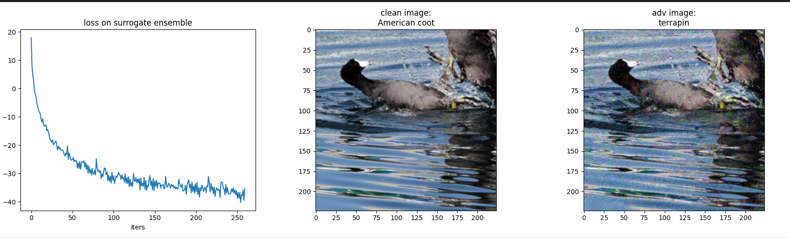 loss on surrogate ensemble
20
10
0
−10
−20
−30
−40
0 50 100 150 200 250
iters
clean image:
American coot
0
25
50
75
100
125
150
175
200
0 25 50 75 100 125 150 175 200
adv image:
terrapin
0
25
50
75
100
125
150
175
200
0 25 50 75 100 125 150 175 200